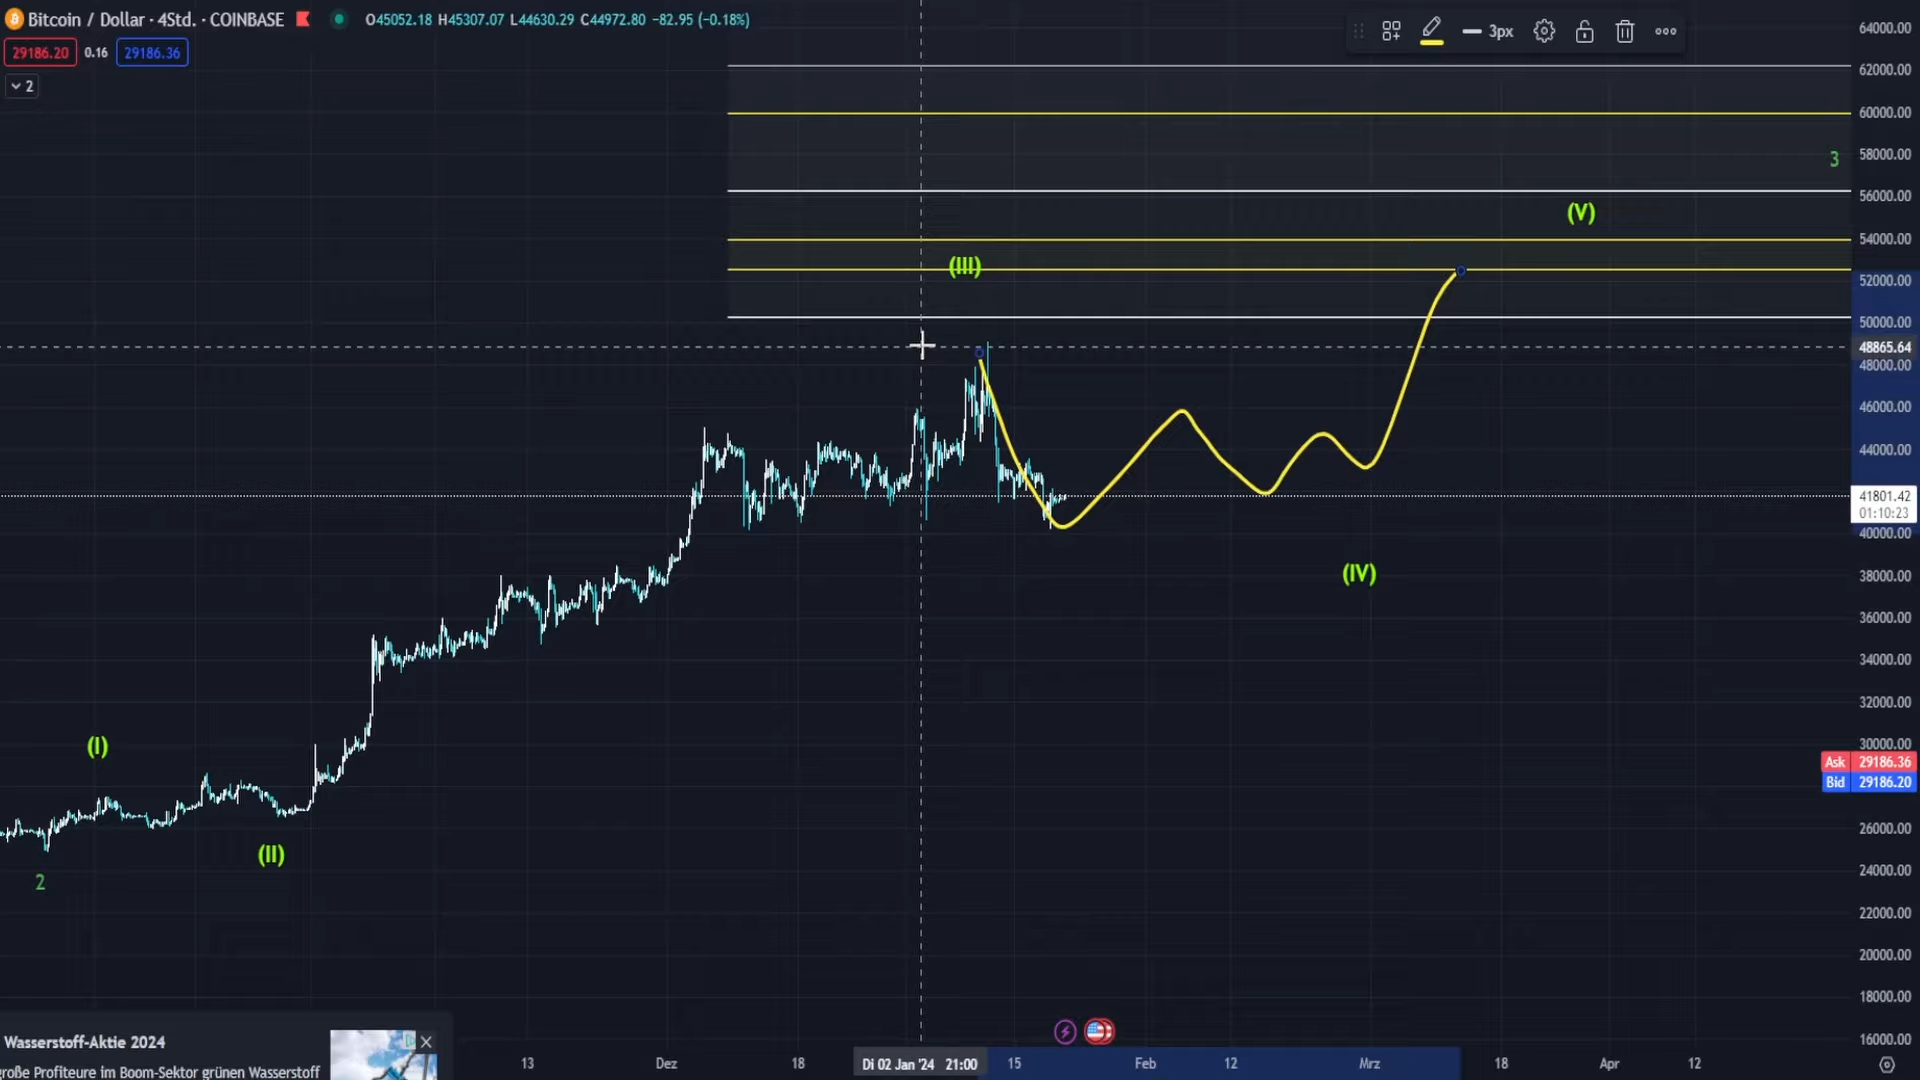 Bitcoin / Dollar · 4Std. · COINBASE O45052.18 H45307.07 L44630.29 C44972.80 −82.95 (−0.18%)
3px
29186.20 0.16 29186.36
2
64000.00
62000.00
60000.00
58000.00
56000.00
54000.00
52000.00
50000.00
48865.64
48000.00
46000.00
44000.00
41801.42
01:10:23
40000.00
38000.00
36000.00
34000.00
32000.00
30000.00
Ask 29186.36
Bid 29186.20
26000.00
24000.00
22000.00
20000.00
18000.00
16000.00
3
(V)
(III)
(IV)
(I)
(II)
2
Wasserstoff-Aktie 2024
große Profiteure im Boom-Sektor grünen Wasserstoff
13 Dez 18 Di 02 Jan '24 21:00 15 Feb 12 Mrz 18 Apr 12